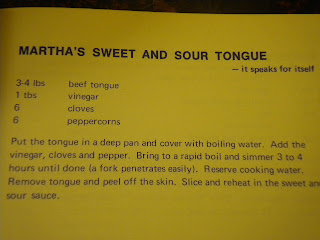 MARTHA'S SWEET AND SOUR TONGUE
— it speaks for itself
3-4 lbs beef tongue
1 tbs vinegar
6 cloves
6 peppercorns
Put the tongue in a deep pan and cover with boiling water. Add the
vinegar, cloves and pepper. Bring to a rapid boil and simmer 3 to 4
hours until done (a fork penetrates easily). Reserve cooking water.
Remove tongue and peel off the skin. Slice and reheat in the sweet and
sour sauce.